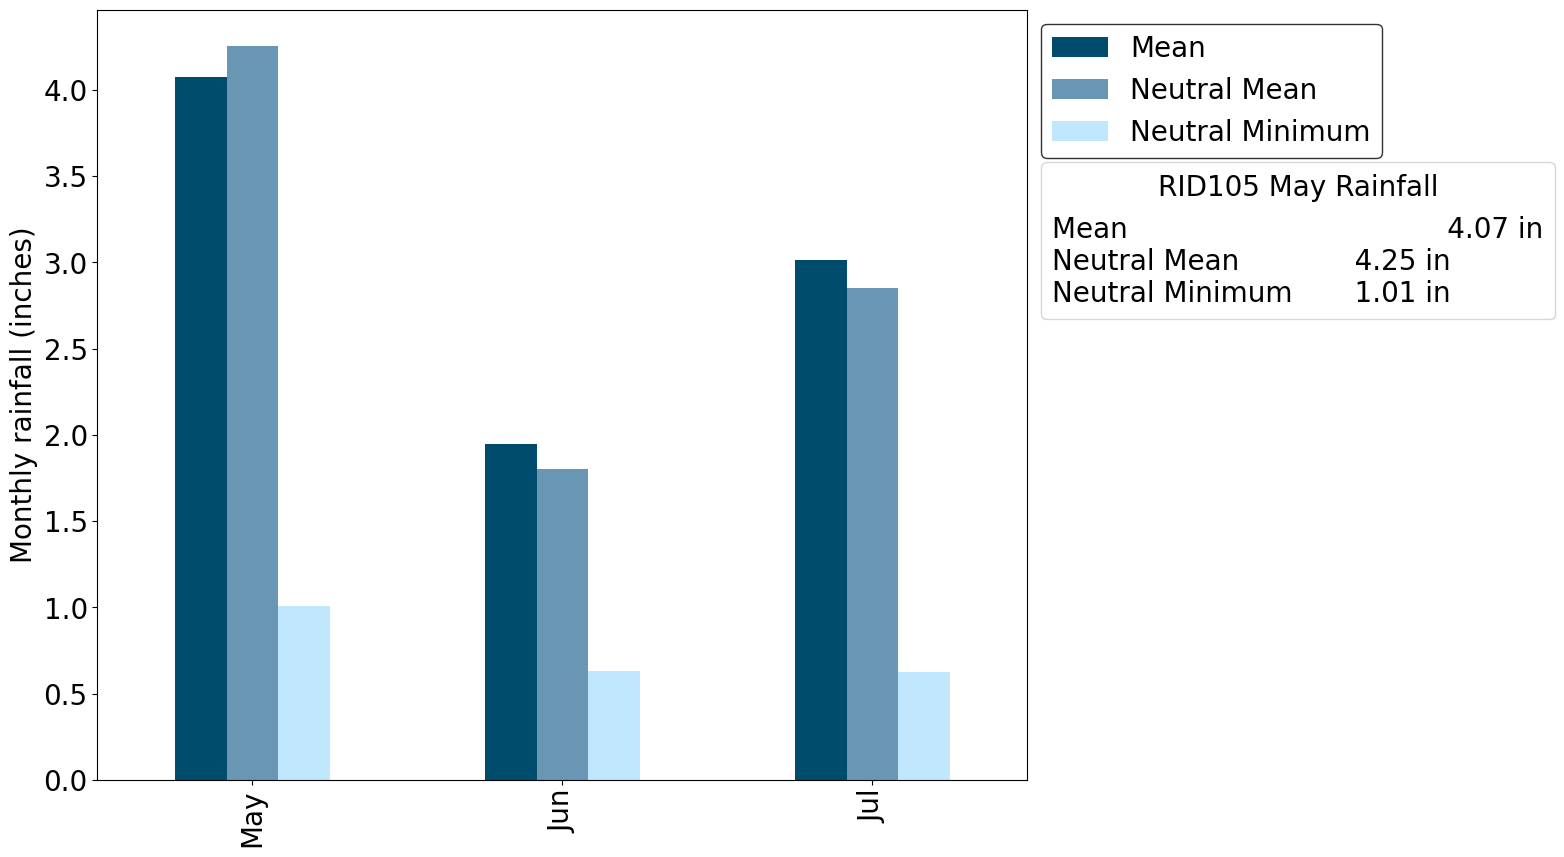 Monthly rainfall (inches)
4.0
3.5
3.0
2.5
2.0
1.5
1.0
0.5
0.0
May
Jun
Jul
Mean
Neutral Mean
Neutral Minimum
RID105 May Rainfall
Mean 4.07 in
Neutral Mean 4.25 in
Neutral Minimum 1.01 in